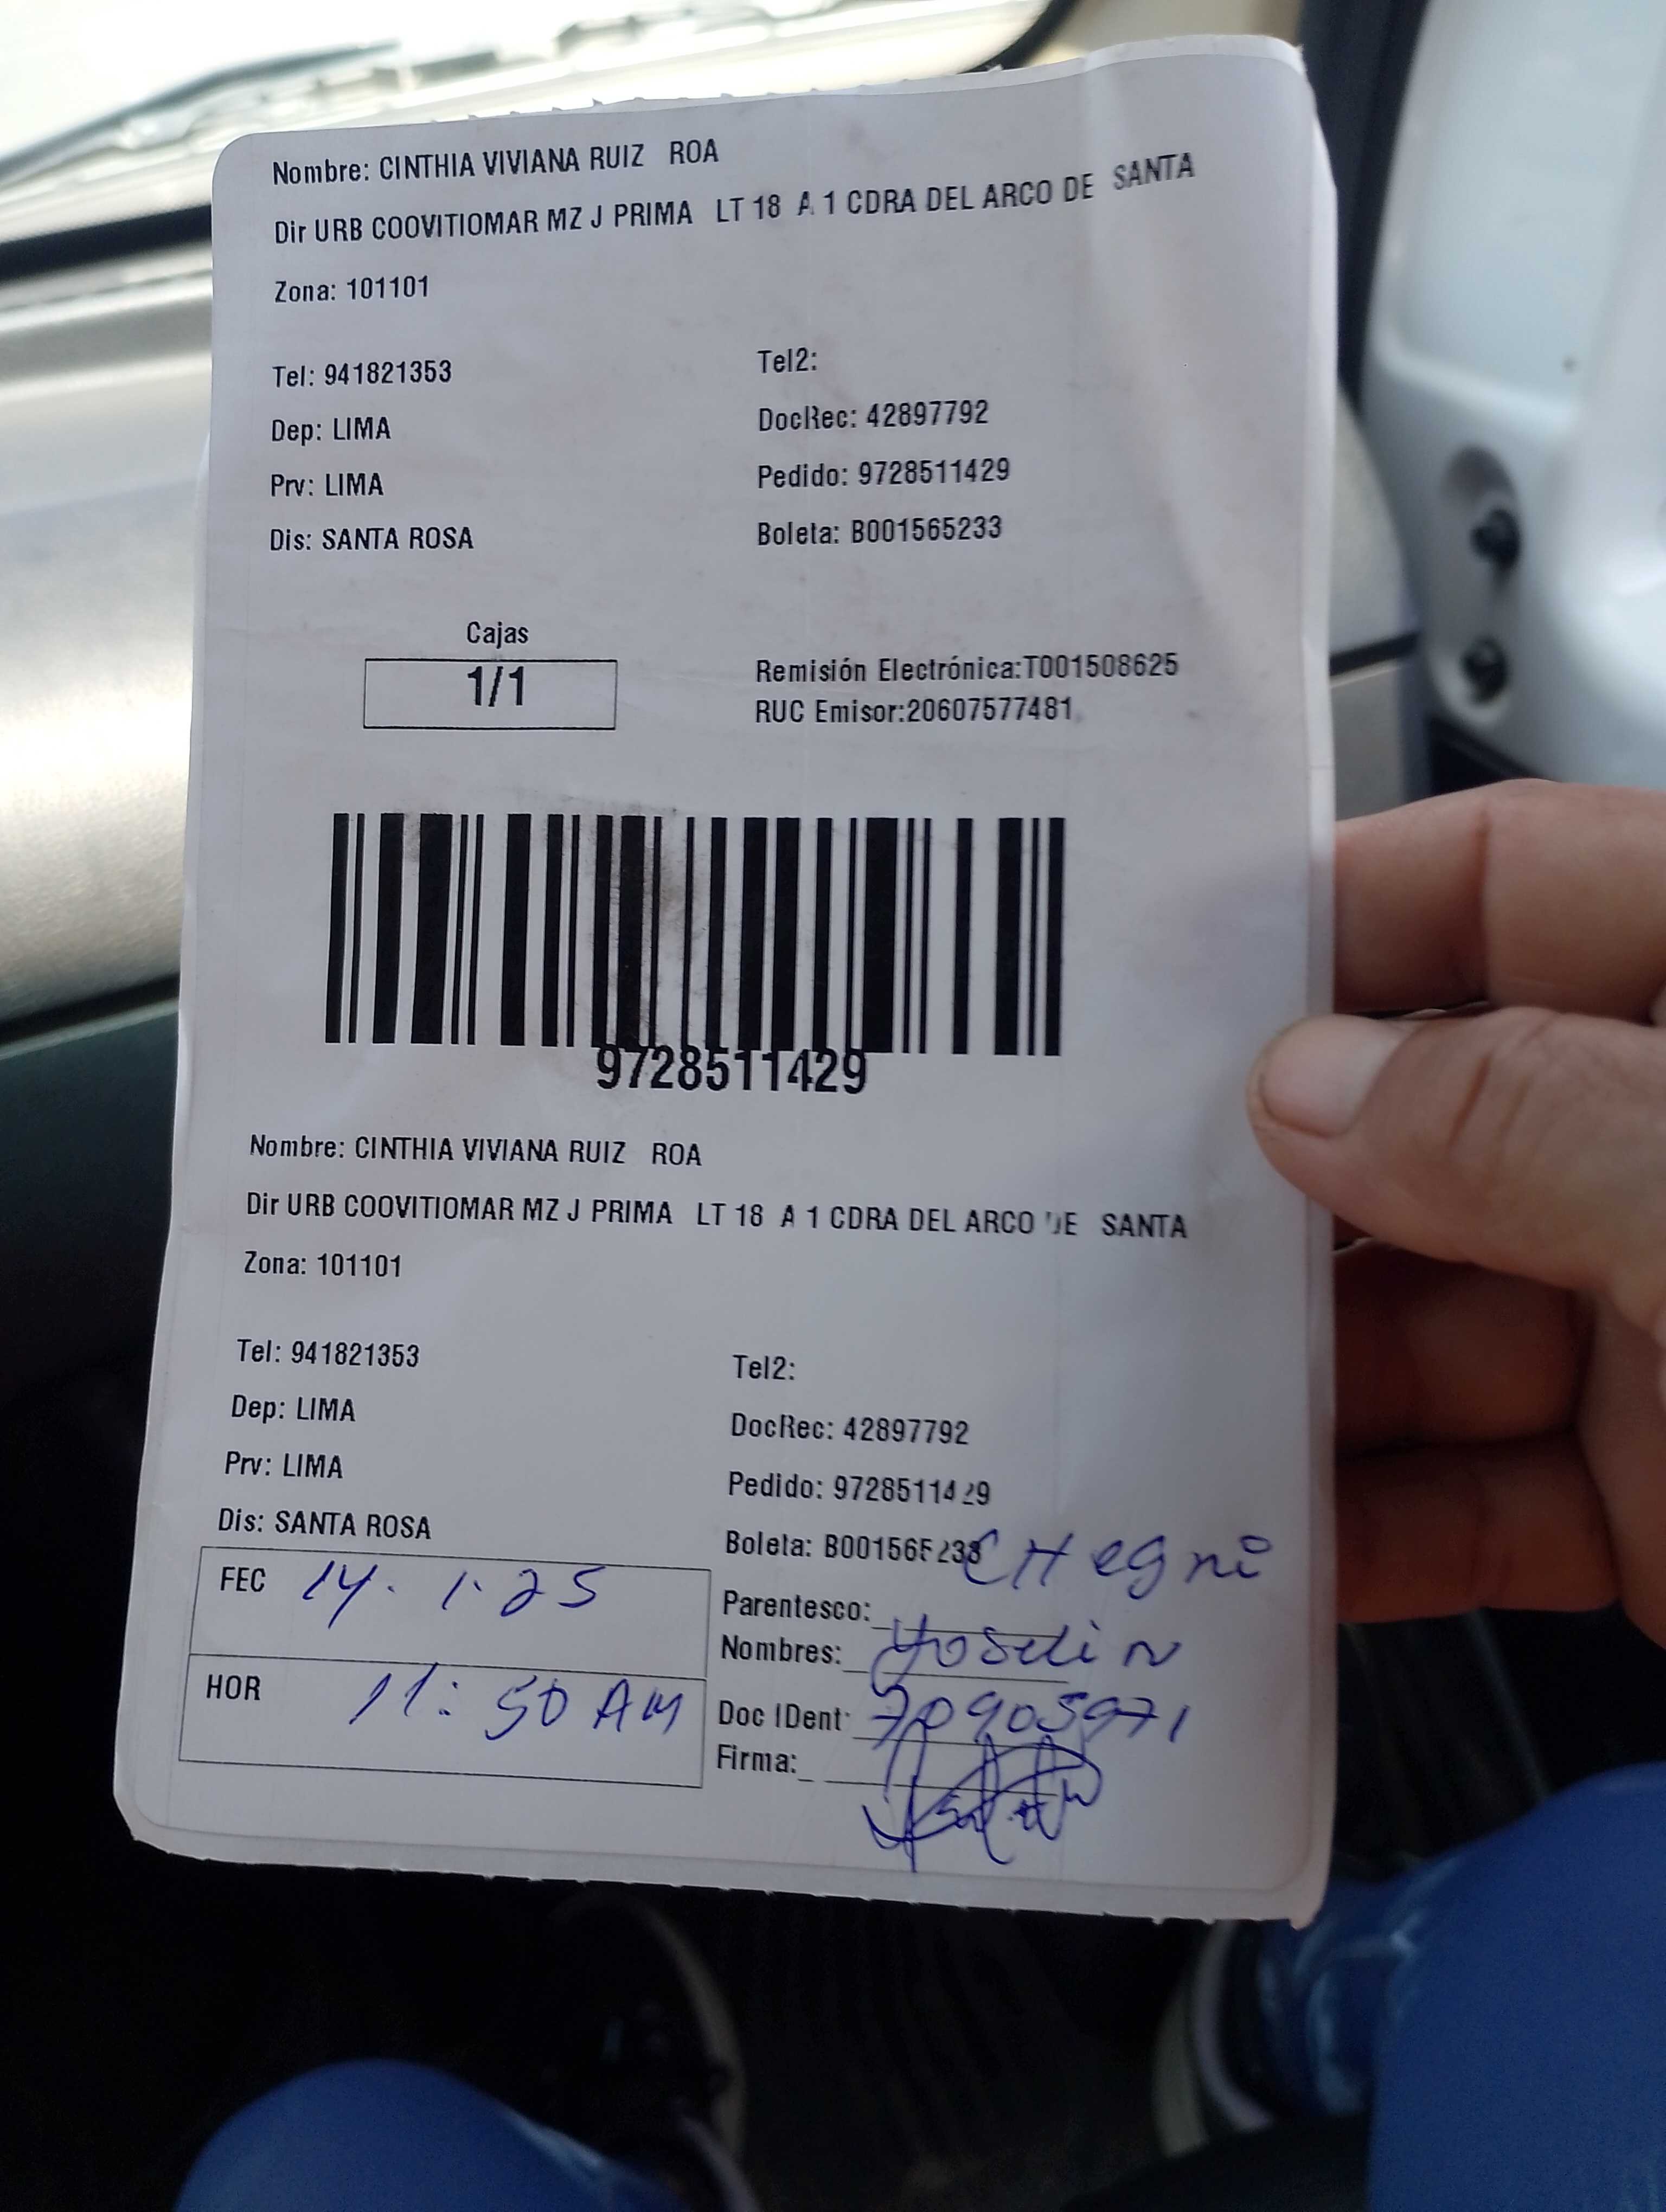 Nombre: CINTHIA VIVIANA RUIZ ROA
Dir URB COOVITIOMAR MZ J PRIMA LT 18 A 1 CDRA DEL ARCO DE SANTA
Zona: 101101
Tel: 941821353 Tel2:
Dep: LIMA DocRec: 42897792
Prv: LIMA Pedido: 9728511429
Dis: SANTA ROSA Boleta: B001565233
Cajas
1/1
Remisión Electrónica:T001508625
RUC Emisor:20607577481
9728511429
Nombre: CINTHIA VIVIANA RUIZ ROA
Dir URB COOVITIOMAR MZ J PRIMA LT 18 A 1 CDRA DEL ARCO DE SANTA
Zona: 101101
Tel: 941821353 Tel2:
Dep: LIMA DocRec: 42897792
Prv: LIMA Pedido: 9728511429
Dis: SANTA ROSA Boleta: B001565233
FEC 14. 1. 25
Parentesco:
Nombres: Yoselin
HOR 11:50 AM
Doc IDent: 70905971
Firma: